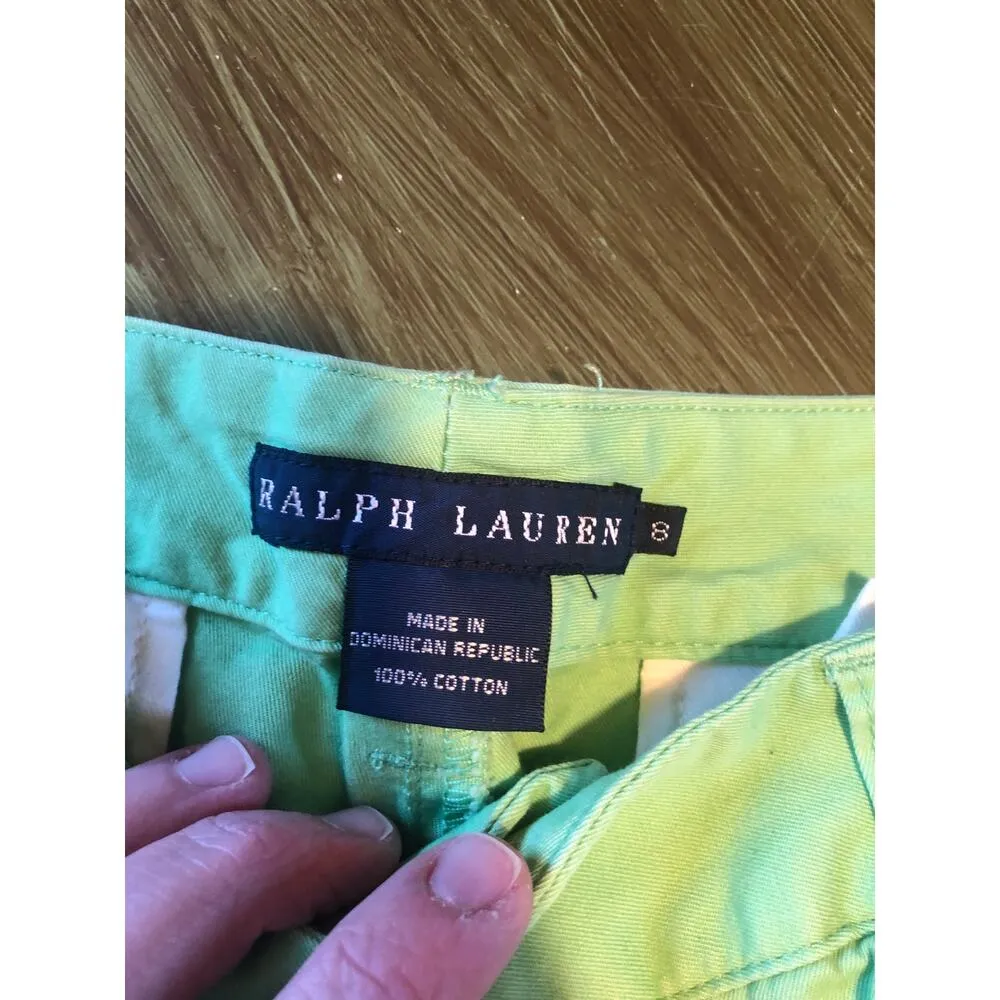 RALPH LAUREN 8
MADE IN
DOMINICAN REPUBLIC
100% COTTON